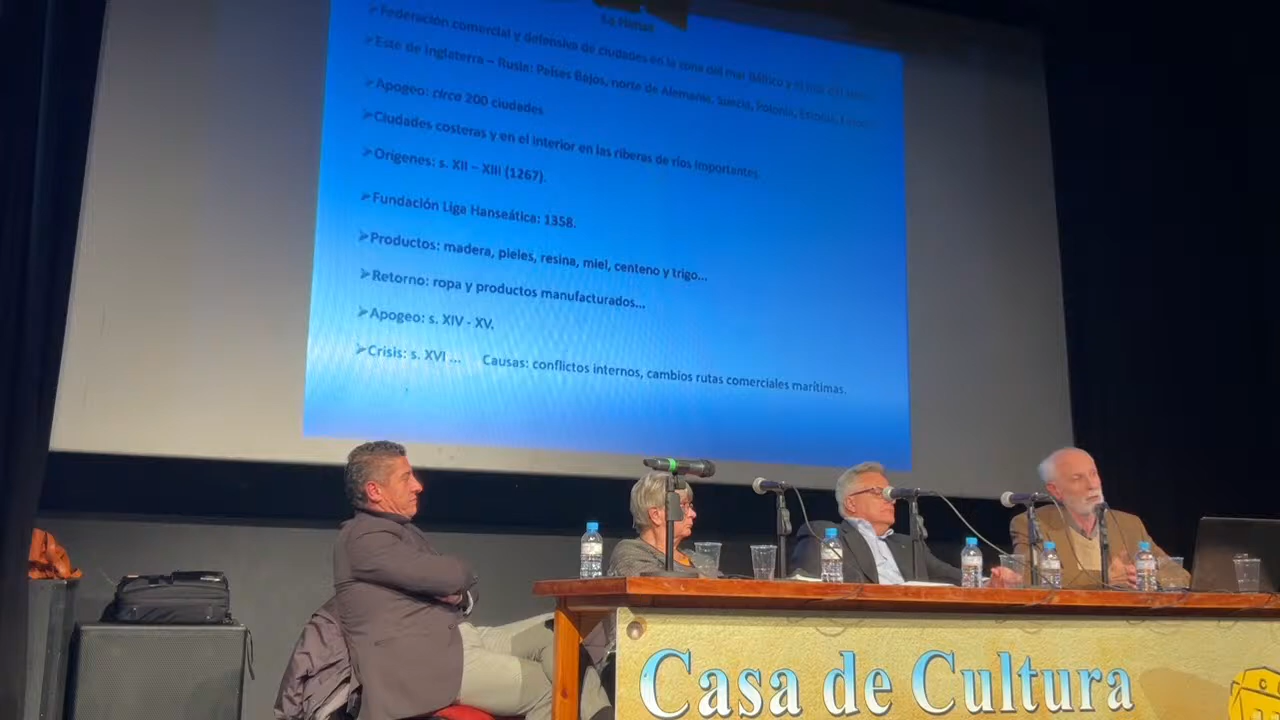 La Hansa
➢Federación comercial y defensiva de ciudades en la zona del mar Báltico y el mar del Norte.
➢Este de Inglaterra – Rusia: Países Bajos, norte de Alemania, Suecia, Polonia, Estonia,
➢Apogeo: circa 200 ciudades
➢Ciudades costeras y en el interior en las riberas de ríos importantes.
➢Orígenes: s. XII – XIII (1267).
➢Fundación Liga Hanseática: 1358.
➢Productos: madera, pieles, resina, miel, centeno y trigo...
➢Retorno: ropa y productos manufacturados...
➢Apogeo: s. XIV - XV.
➢Crisis: s. XVI ... Causas: conflictos internos, cambios rutas comerciales marítimas.
Casa de Cultura